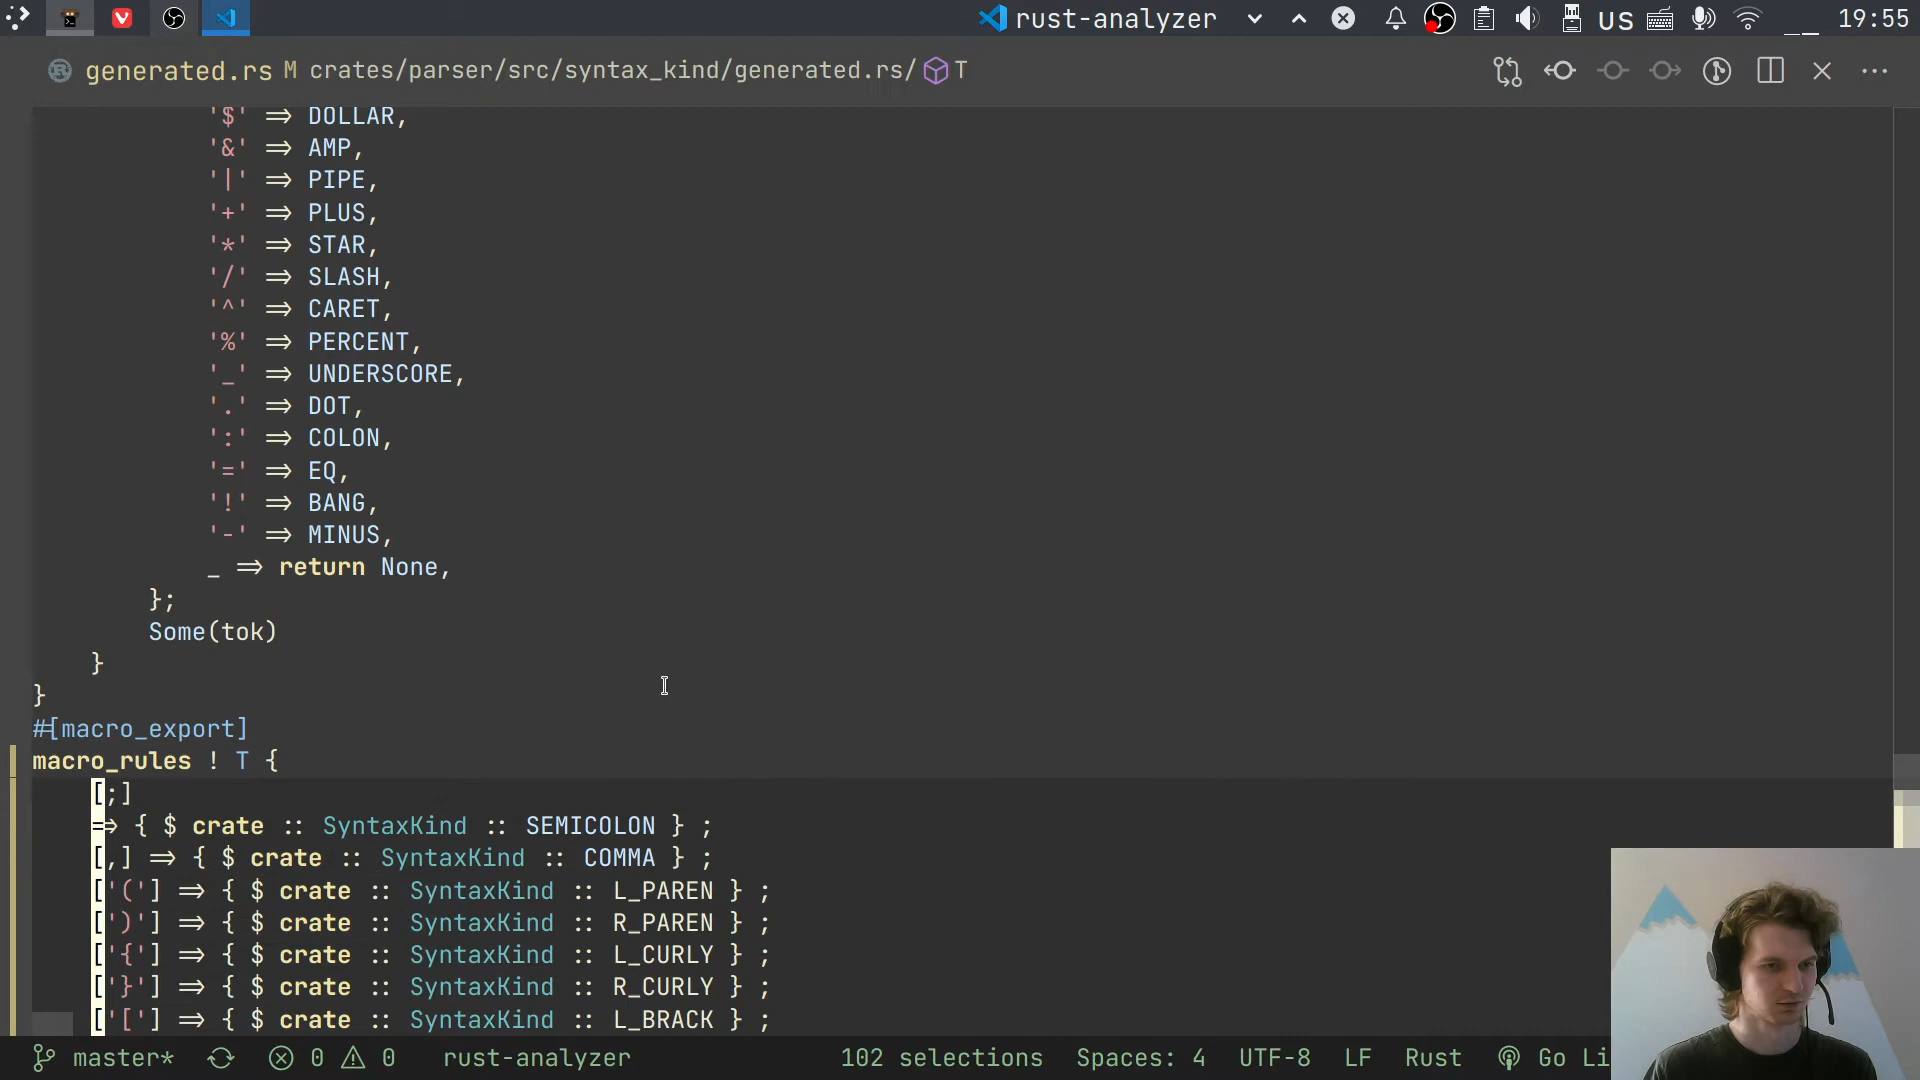 rust-analyzer US 19:55
generated.rs M crates/parser/src/syntax_kind/generated.rs/ T
'$' => DOLLAR,
'&' => AMP,
'|' => PIPE,
'+' => PLUS,
'*' => STAR,
'/' => SLASH,
'^' => CARET,
'%' => PERCENT,
'_' => UNDERSCORE,
'.' => DOT,
':' => COLON,
'=' => EQ,
'!' => BANG,
'-' => MINUS,
_ => return None,
};
Some(tok)
}
}
#[macro_export]
macro_rules ! T {
[;]
=> { $ crate :: SyntaxKind :: SEMICOLON } ;
[,] => { $ crate :: SyntaxKind :: COMMA } ;
['('] => { $ crate :: SyntaxKind :: L_PAREN } ;
[')'] => { $ crate :: SyntaxKind :: R_PAREN } ;
['{'] => { $ crate :: SyntaxKind :: L_CURLY } ;
['}'] => { $ crate :: SyntaxKind :: R_CURLY } ;
['['] => { $ crate :: SyntaxKind :: L_BRACK } ;
master* 0 0 rust-analyzer 102 selections Spaces: 4 UTF-8 LF Rust Go Li